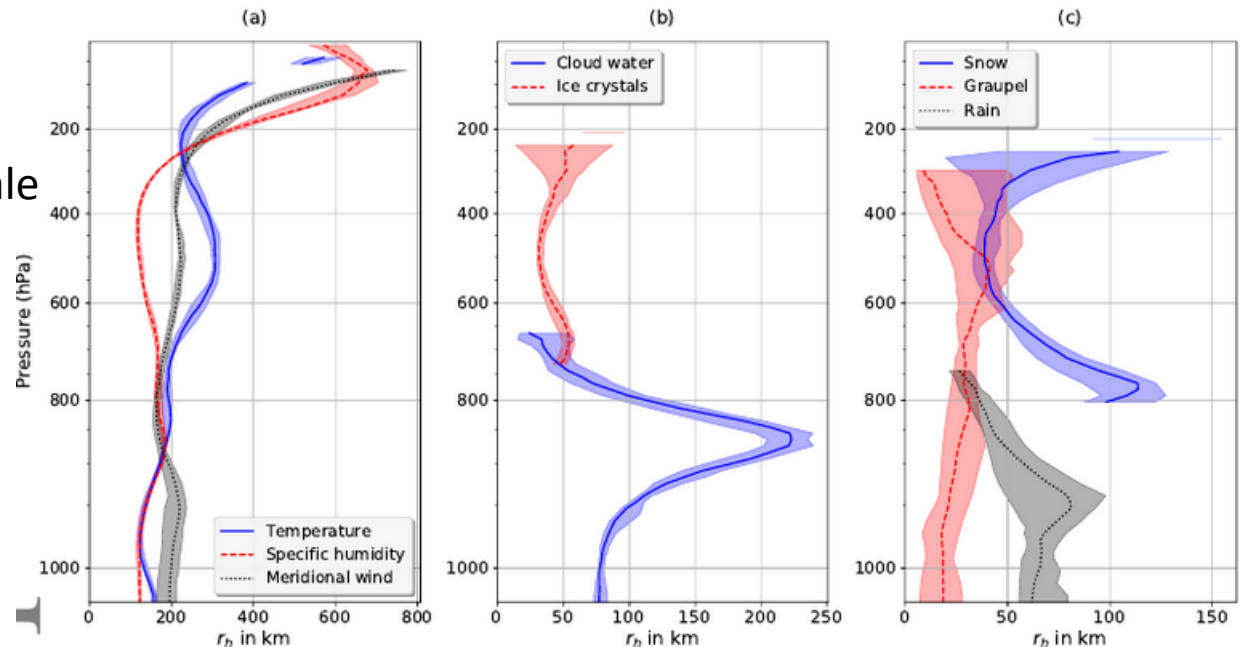 (a)
(b)
(c)
Cloud water
Ice crystals
Snow
Graupel
Rain
200
200
200
400
400
400
600
600
600
800
800
800
1000
1000
1000
Pressure (hPa)
Temperature
Specific humidity
Meridional wind
0 200 400 600 800
0 50 100 150 200 250
0 50 100 150
r_h in km
r_h in km
r_h in km